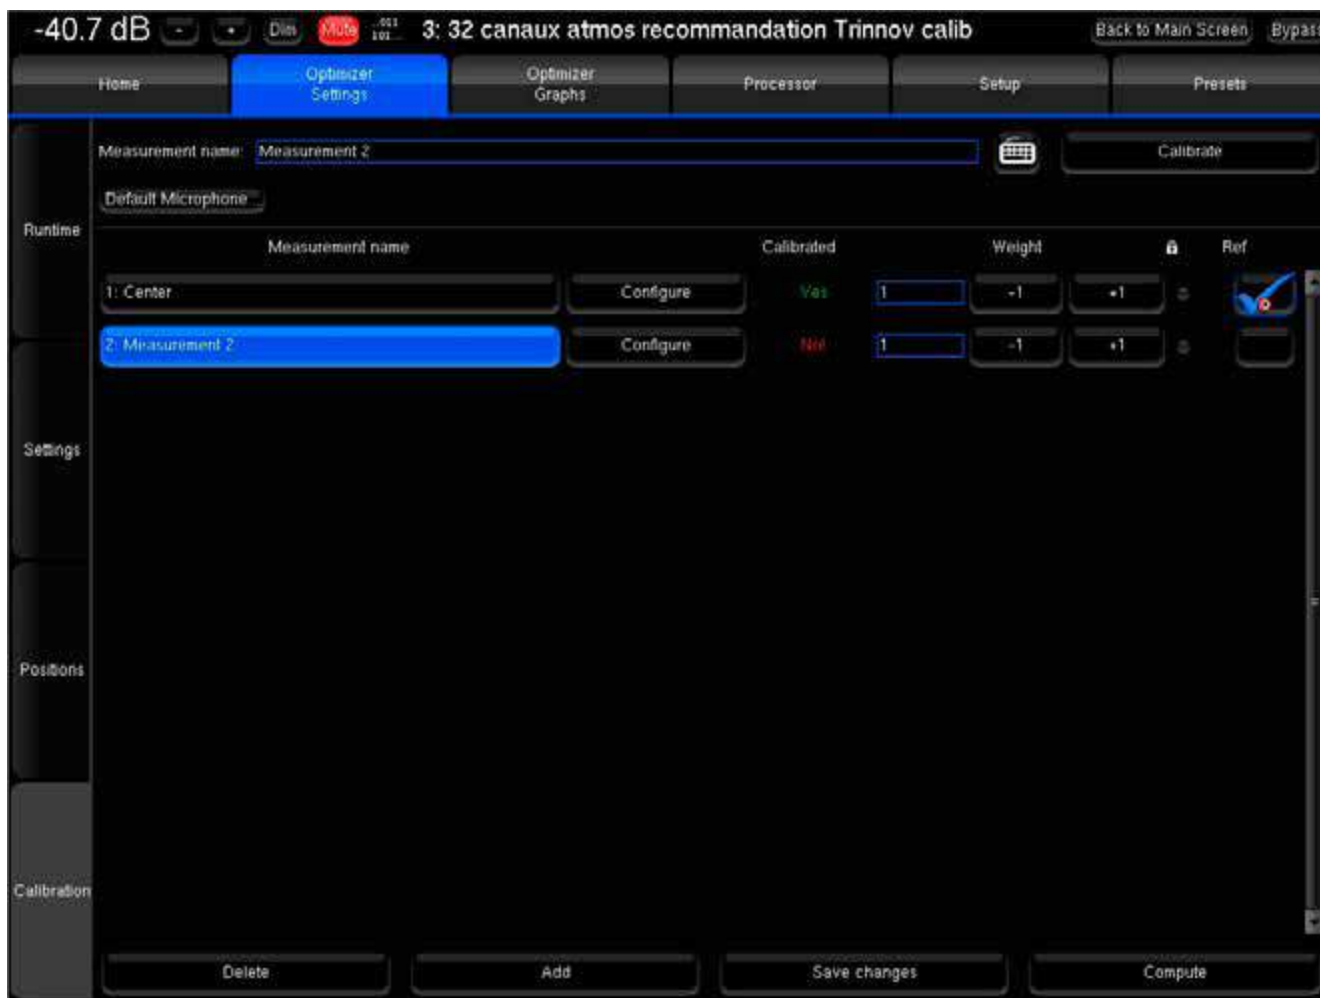 -40.7 dB - + Dim Mute 3: 32 canaux atmos recommandation Trinnov calib Back to Main Screen Bypass
Home Optimizer Settings Optimizer Graphs Processor Setup Presets
Measurement name: Measurement 2 Calibrate
Default Microphone
Runtime
Measurement name Calibrated Weight Ref
1: Center Configure Yes 1 -1 +1
2: Measurement 2 Configure No! 1 -1 +1
Settings
Positions
Calibration
Delete Add Save changes Compute